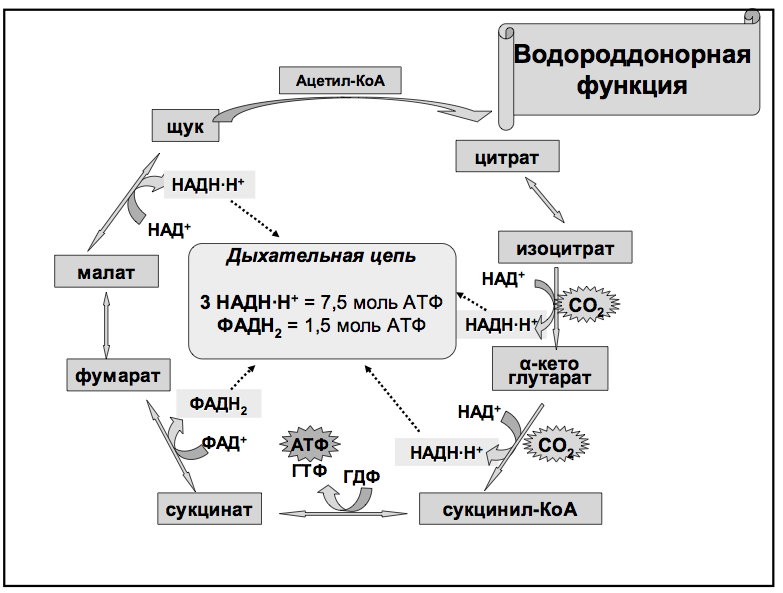 Водороддонорная
функция
Ацетил-КоА
щук
цитрат
НАДН·Н⁺
НАД⁺
изоцитрат
малат
Дыхательная цепь
3 НАДН·Н⁺ = 7,5 моль АТФ
ФАДН₂ = 1,5 моль АТФ
НАД⁺
СО₂
НАДН·Н⁺
α-кето
глутарат
фумарат
ФАДН₂
ФАД⁺
АТФ
ГТФ
ГДФ
НАД⁺
НАДН·Н⁺
СО₂
сукцинат
сукцинил-КоА